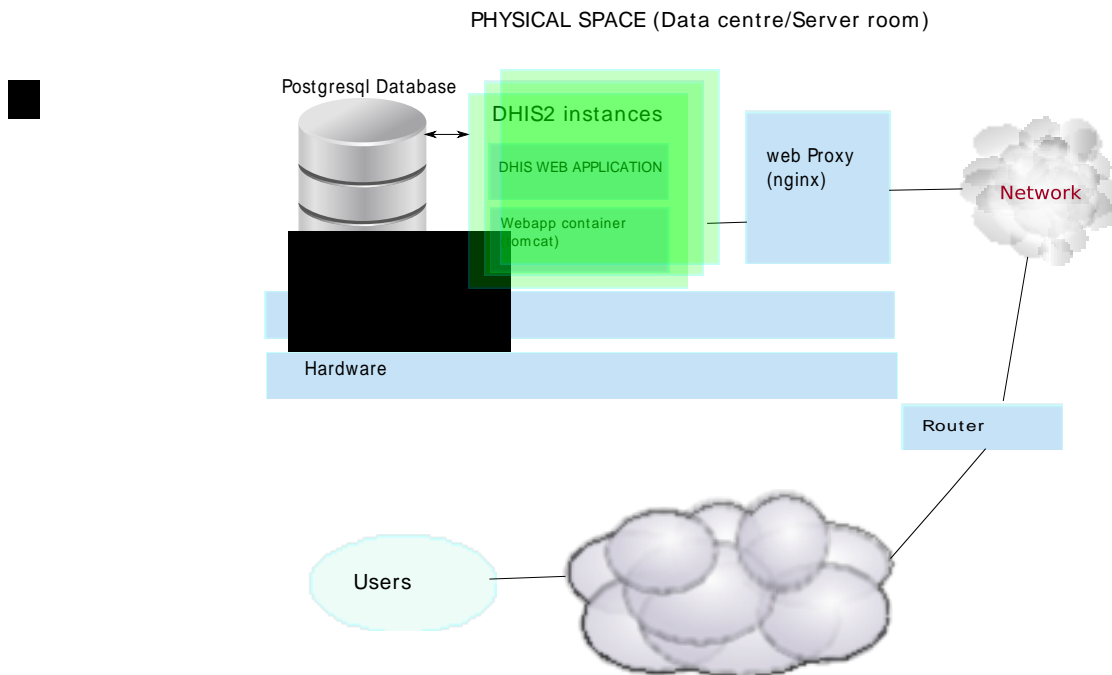 PHYSICAL SPACE (Data centre/Server room)
Postgresql Database
DHIS2 instances
DHIS WEB APPLICATION
Webapp container
omcat)
web Proxy
(nginx)
Network
Hardware
Router
Users